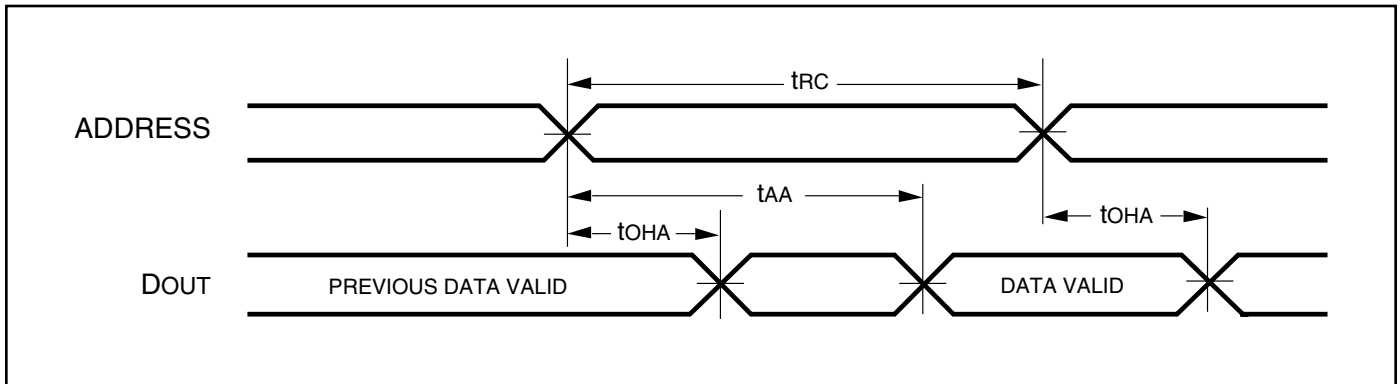 tRC
ADDRESS
tAA
tOHA
tOHA
DOUT
PREVIOUS DATA VALID
DATA VALID